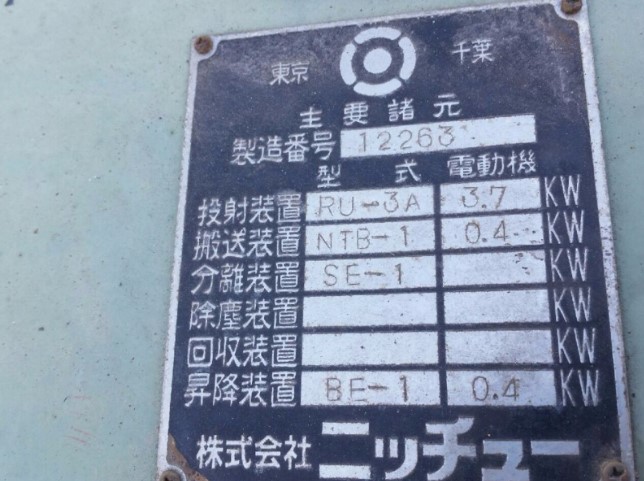 東京 千葉
主要諸元
製造番号 12263
型式 電動機
投射装置 RU-3A 3.7 KW
搬送装置 NTB-1 0.4 KW
分離装置 SE-1 KW
除塵装置 KW
回収装置 KW
昇降装置 BE-1 0.4 KW
株式会社 ニッチュー